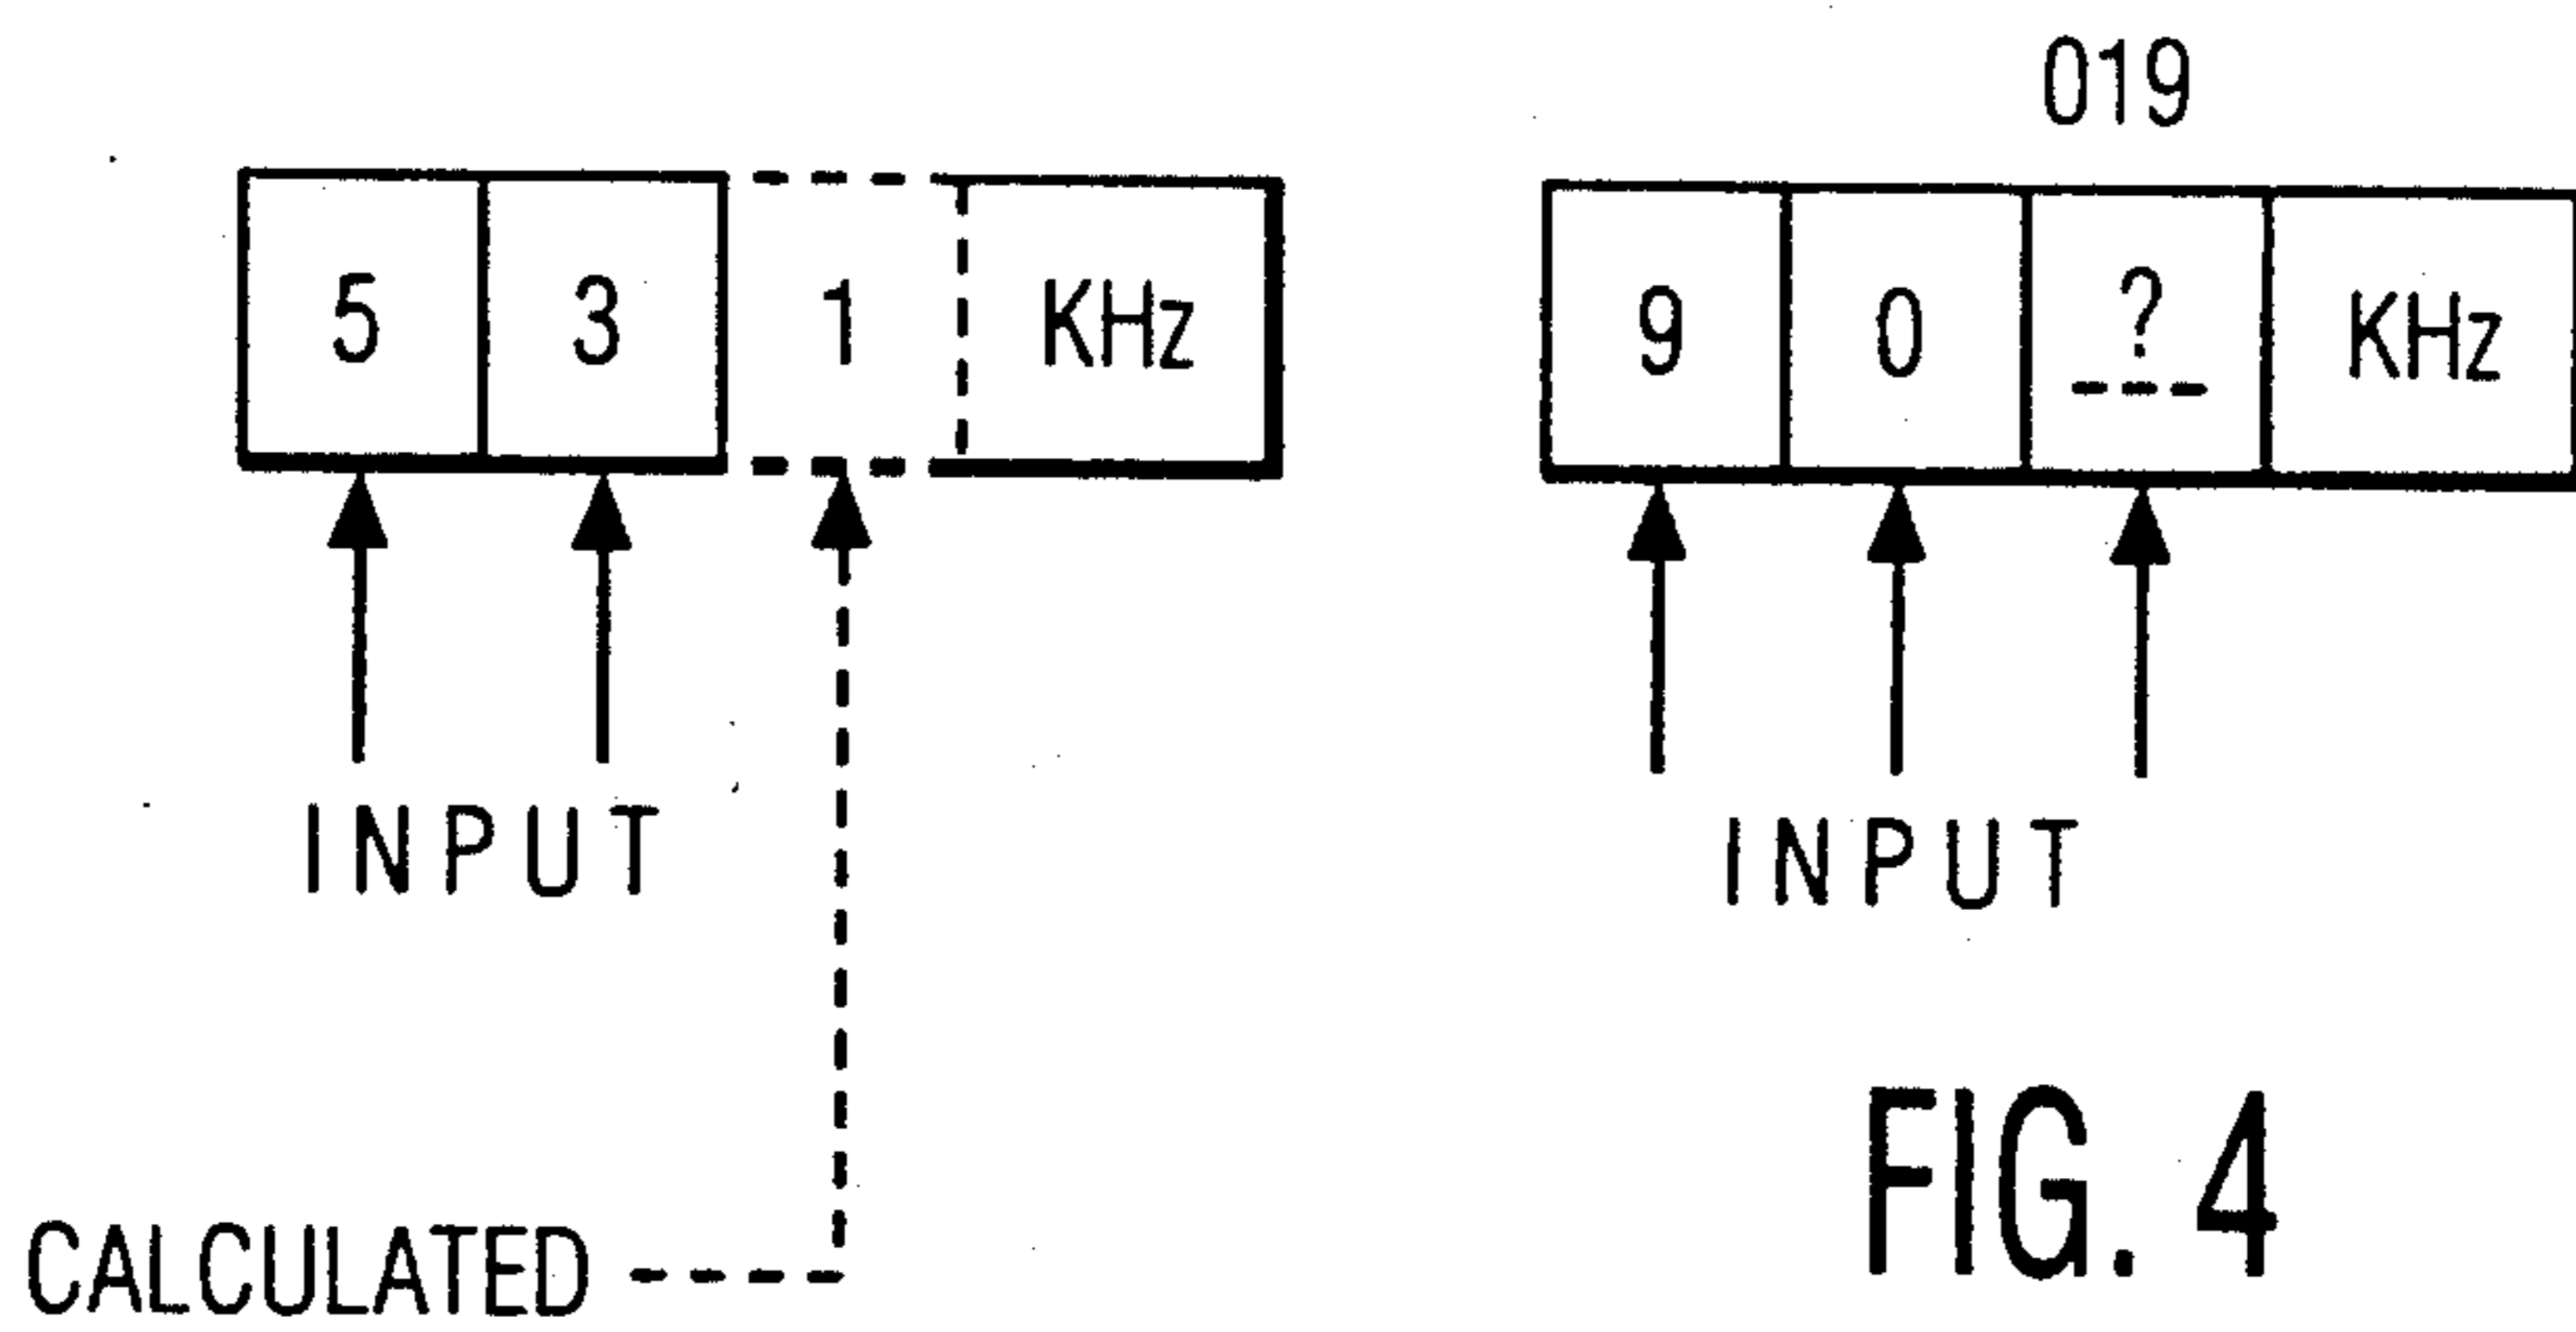 019
5 3 1 KHz
9 0 ? KHz
INPUT
INPUT
CALCULATED
FIG. 4